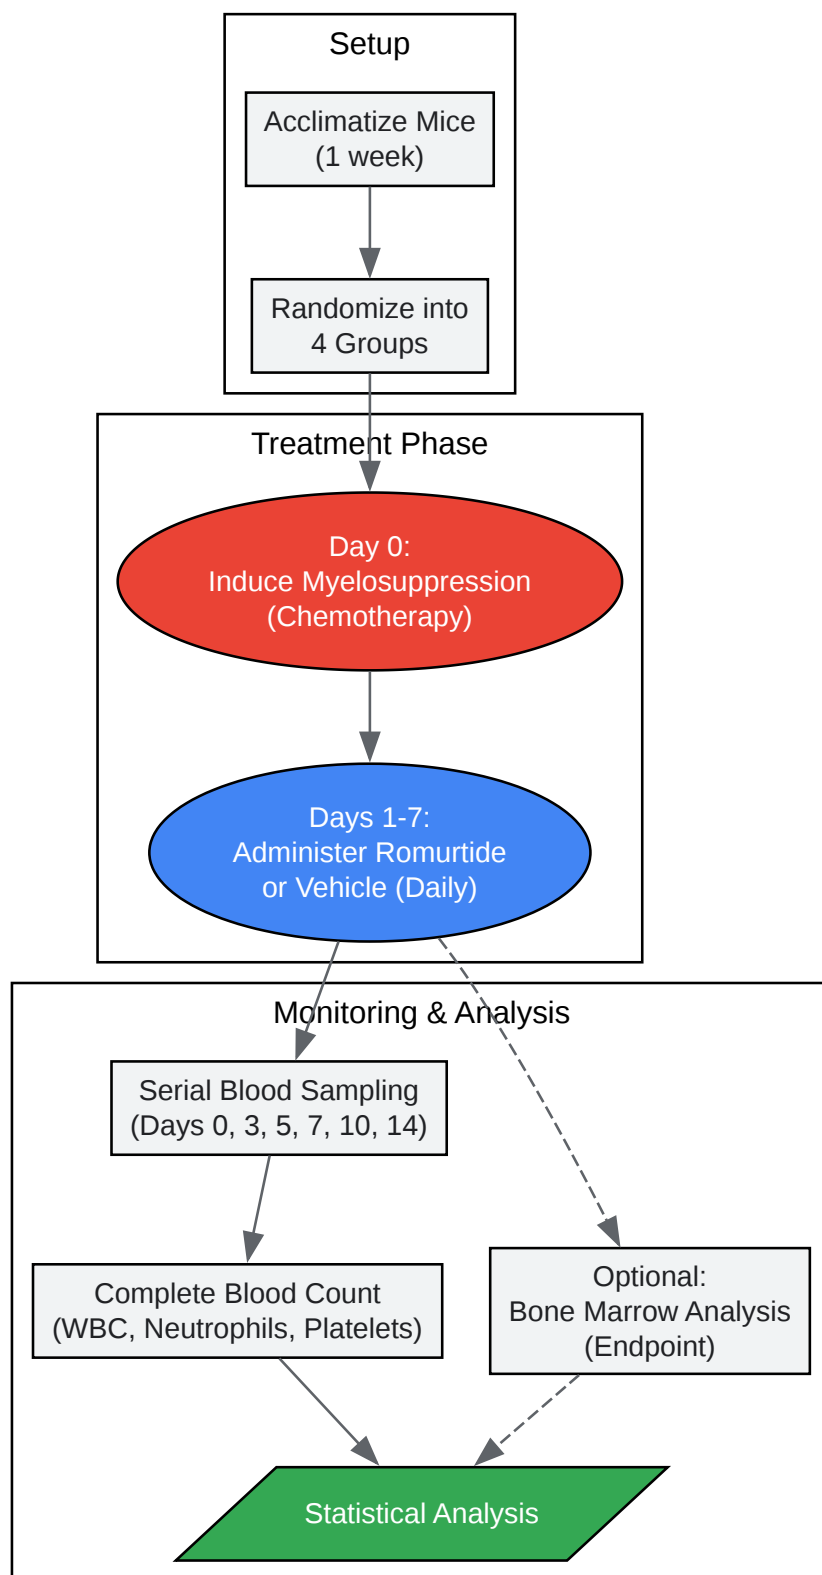 Setup
Acclimatize Mice
(1 week)
Randomize into
4 Groups
Treatment Phase
Day 0:
Induce Myelosuppression
(Chemotherapy)
Days 1-7:
Administer Romurtide
or Vehicle (Daily)
Monitoring & Analysis
Serial Blood Sampling
(Days 0, 3, 5, 7, 10, 14)
Complete Blood Count
(WBC, Neutrophils, Platelets)
Optional:
Bone Marrow Analysis
(Endpoint)
Statistical Analysis